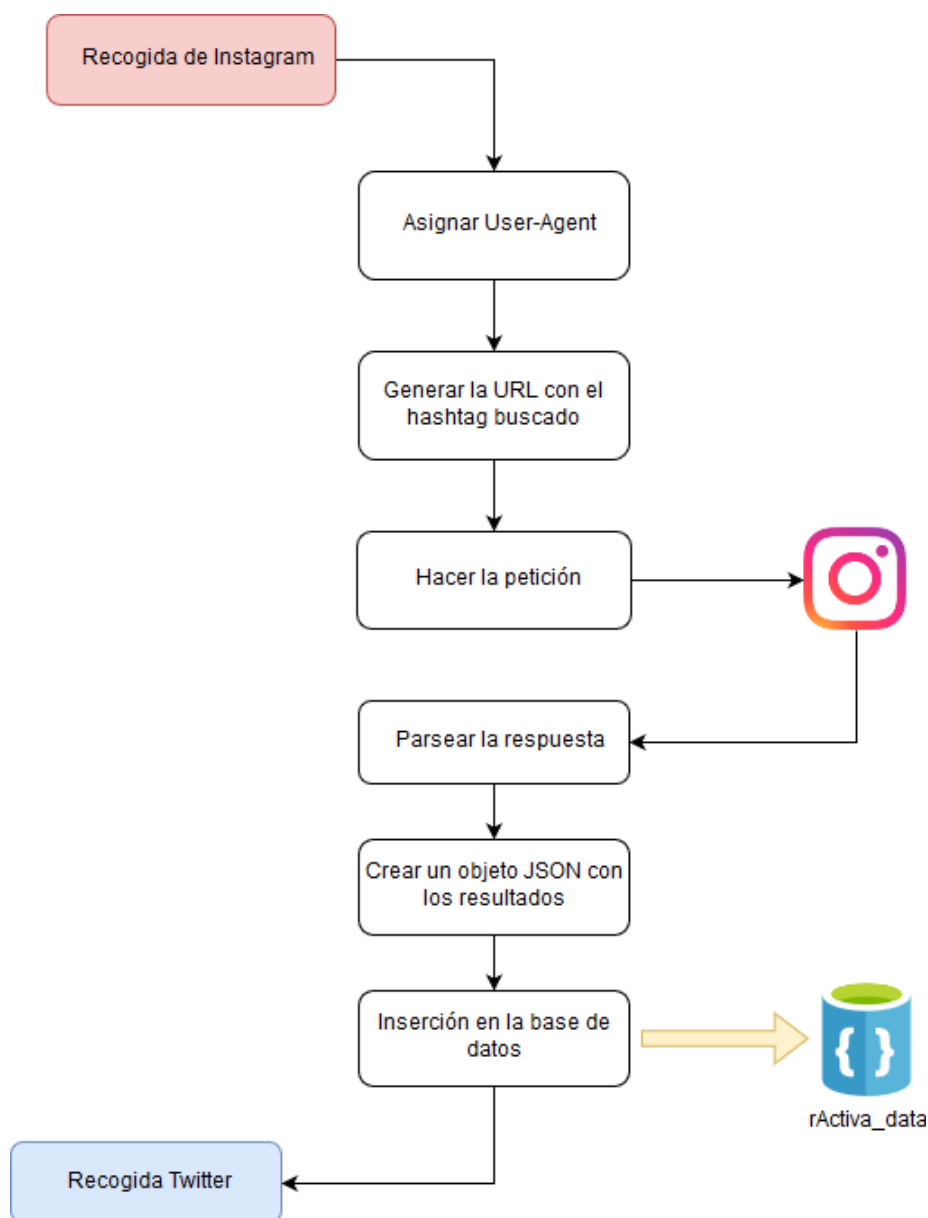 Recogida de Instagram
Asignar User-Agent
Generar la URL con el
hashtag buscado
Hacer la petición
Parsear la respuesta
Crear un objeto JSON con
los resultados
Inserción en la base de
datos
{ }
rActiva_data
Recogida Twitter